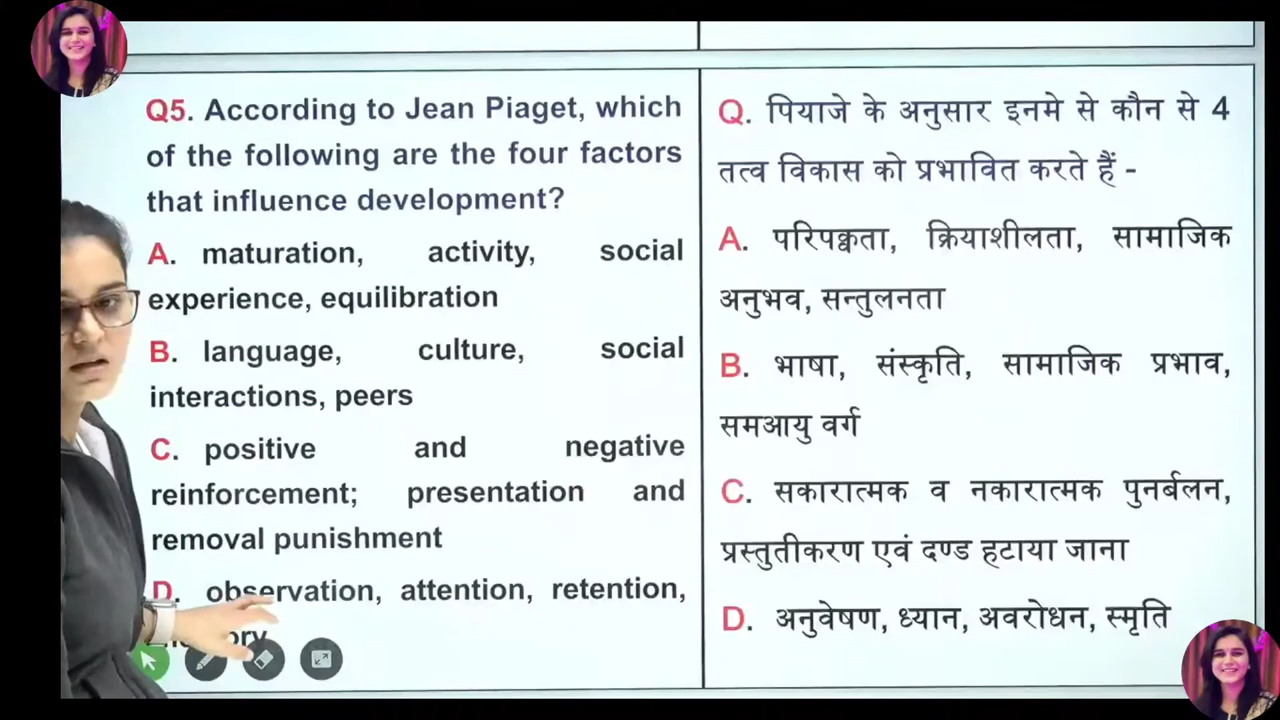 Q5. According to Jean Piaget, which
of the following are the four factors
that influence development?
A. maturation, activity, social
experience, equilibration
B. language, culture, social
interactions, peers
C. positive and negative
reinforcement; presentation and
removal punishment
D. observation, attention, retention,
Q. पियाजे के अनुसार इनमे से कौन से 4
तत्व विकास को प्रभावित करते हैं -
A. परिपक्वता, क्रियाशीलता, सामाजिक
अनुभव, सन्तुलनता
B. भाषा, संस्कृति, सामाजिक प्रभाव,
समआयु वर्ग
C. सकारात्मक व नकारात्मक पुनर्बलन,
प्रस्तुतीकरण एवं दण्ड हटाया जाना
D. अनुवेषण, ध्यान, अवरोधन, स्मृति